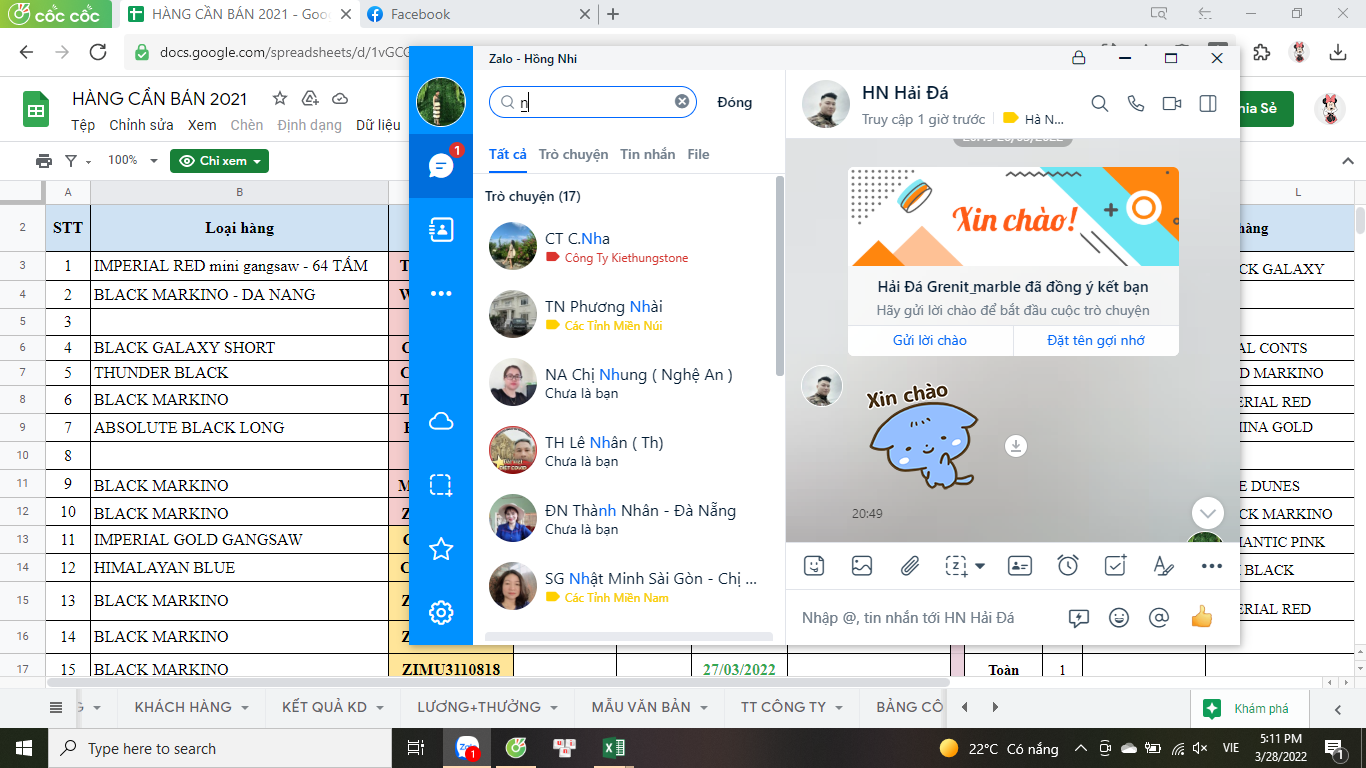 cốc cốc
HÀNG CẦN BÁN 2021 - Goo
Facebook
docs.google.com/spreadsheets/d/1vGCG
HÀNG CẦN BÁN 2021
Tệp Chỉnh sửa Xem Chèn Định dạng Dữ liệu
hia Sẻ
100%
Chỉ xem
A B L
2 STT Loại hàng hàng
3 1 IMPERIAL RED mini gangsaw - 64 TẤM T CK GALAXY
4 2 BLACK MARKINO - DA NANG
5 3
6 4 BLACK GALAXY SHORT AL CONTS
7 5 THUNDER BLACK D MARKINO
8 6 BLACK MARKINO T ERIAL RED
9 7 ABSOLUTE BLACK LONG INA GOLD
10 8
11 9 BLACK MARKINO E DUNES
12 10 BLACK MARKINO Z CK MARKINO
13 11 IMPERIAL GOLD GANGSAW MANTIC PINK
14 12 HIMALAYAN BLUE BLACK
15 13 BLACK MARKINO Z ERIAL RED
16 14 BLACK MARKINO Z
17 15 BLACK MARKINO ZIMU3110818 27/03/2022 Toàn 1
Zalo - Hồng Nhi
n
Đóng
1
Tất cả Trò chuyện Tin nhắn File
Trò chuyện (17)
CT C.Nha
Công Ty Kiethungstone
TN Phương Nhài
Các Tỉnh Miền Núi
NA Chị Nhung ( Nghệ An )
Chưa là bạn
TH Lê Nhân ( Th)
Chưa là bạn
ĐN Thành Nhân - Đà Nẵng
Chưa là bạn
SG Nhật Minh Sài Gòn - Chị ...
Các Tỉnh Miền Nam
HN Hải Đá
Truy cập 1 giờ trước
Hà N...
Xin chào!
Hải Đá Grenit_marble đã đồng ý kết bạn
Hãy gửi lời chào để bắt đầu cuộc trò chuyện
Gửi lời chào Đặt tên gợi nhớ
Xin chào
20:49
Nhập @, tin nhắn tới HN Hải Đá
KHÁCH HÀNG KẾT QUẢ KD LƯƠNG+THƯỞNG MẪU VĂN BẢN TT CÔNG TY BẢNG CÔ
Khám phá
Type here to search
Zalo
1
22°C Có nắng
VIE
5:11 PM
3/28/2022
1